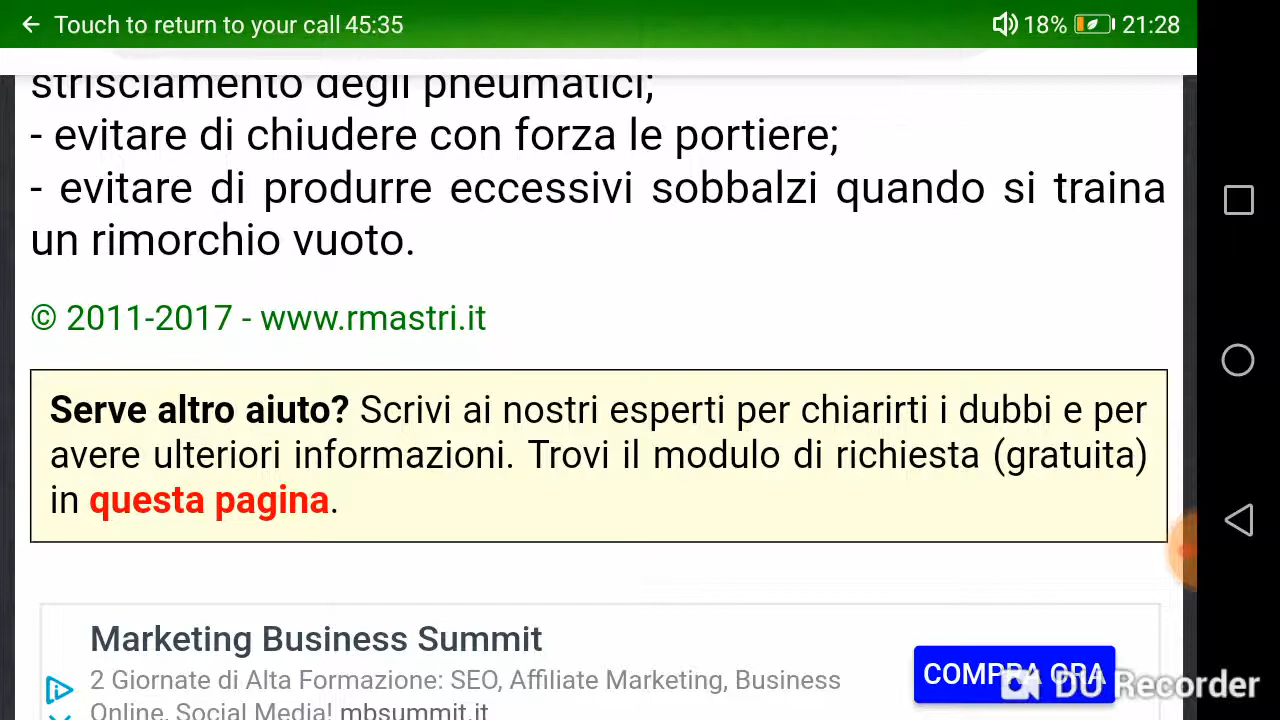 Touch to return to your call 45:35
18% 21:28
strisciamento degli pneumatici;
- evitare di chiudere con forza le portiere;
- evitare di produrre eccessivi sobbalzi quando si traina
un rimorchio vuoto.
© 2011-2017 - www.rmastri.it
Serve altro aiuto? Scrivi ai nostri esperti per chiarirti i dubbi e per
avere ulteriori informazioni. Trovi il modulo di richiesta (gratuita)
in questa pagina.
Marketing Business Summit
2 Giornate di Alta Formazione: SEO, Affiliate Marketing, Business
Online, Social Media! mbsummit.it
COMPRA ORA
DU Recorder